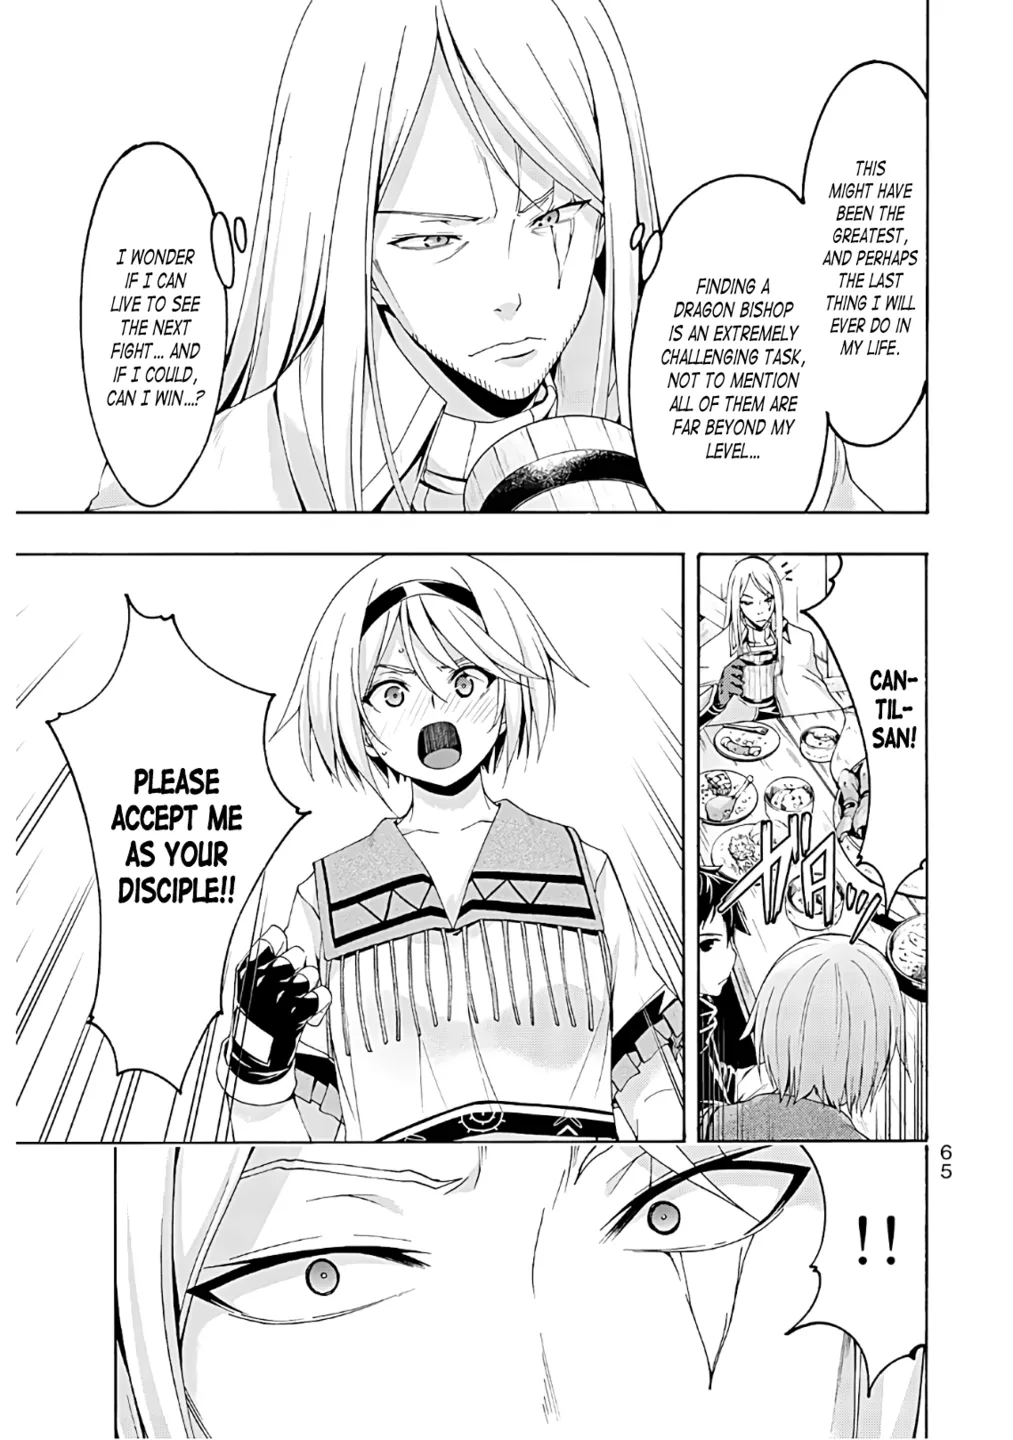 THIS
MIGHT HAVE
BEEN THE
GREATEST,
AND PERHAPS
THE LAST
THING I WILL
EVER DO IN
MY LIFE.
FINDING A
DRAGON BISHOP
IS AN EXTREMELY
CHALLENGING TASK,
NOT TO MENTION
ALL OF THEM ARE
FAR BEYOND MY
LEVEL...
I WONDER
IF I CAN
LIVE TO SEE
THE NEXT
FIGHT... AND
IF I COULD,
CAN I WIN...?
CAN-
TIL-
SAN!
ガタッ
PLEASE
ACCEPT ME
AS YOUR
DISCIPLE!!
!!
65